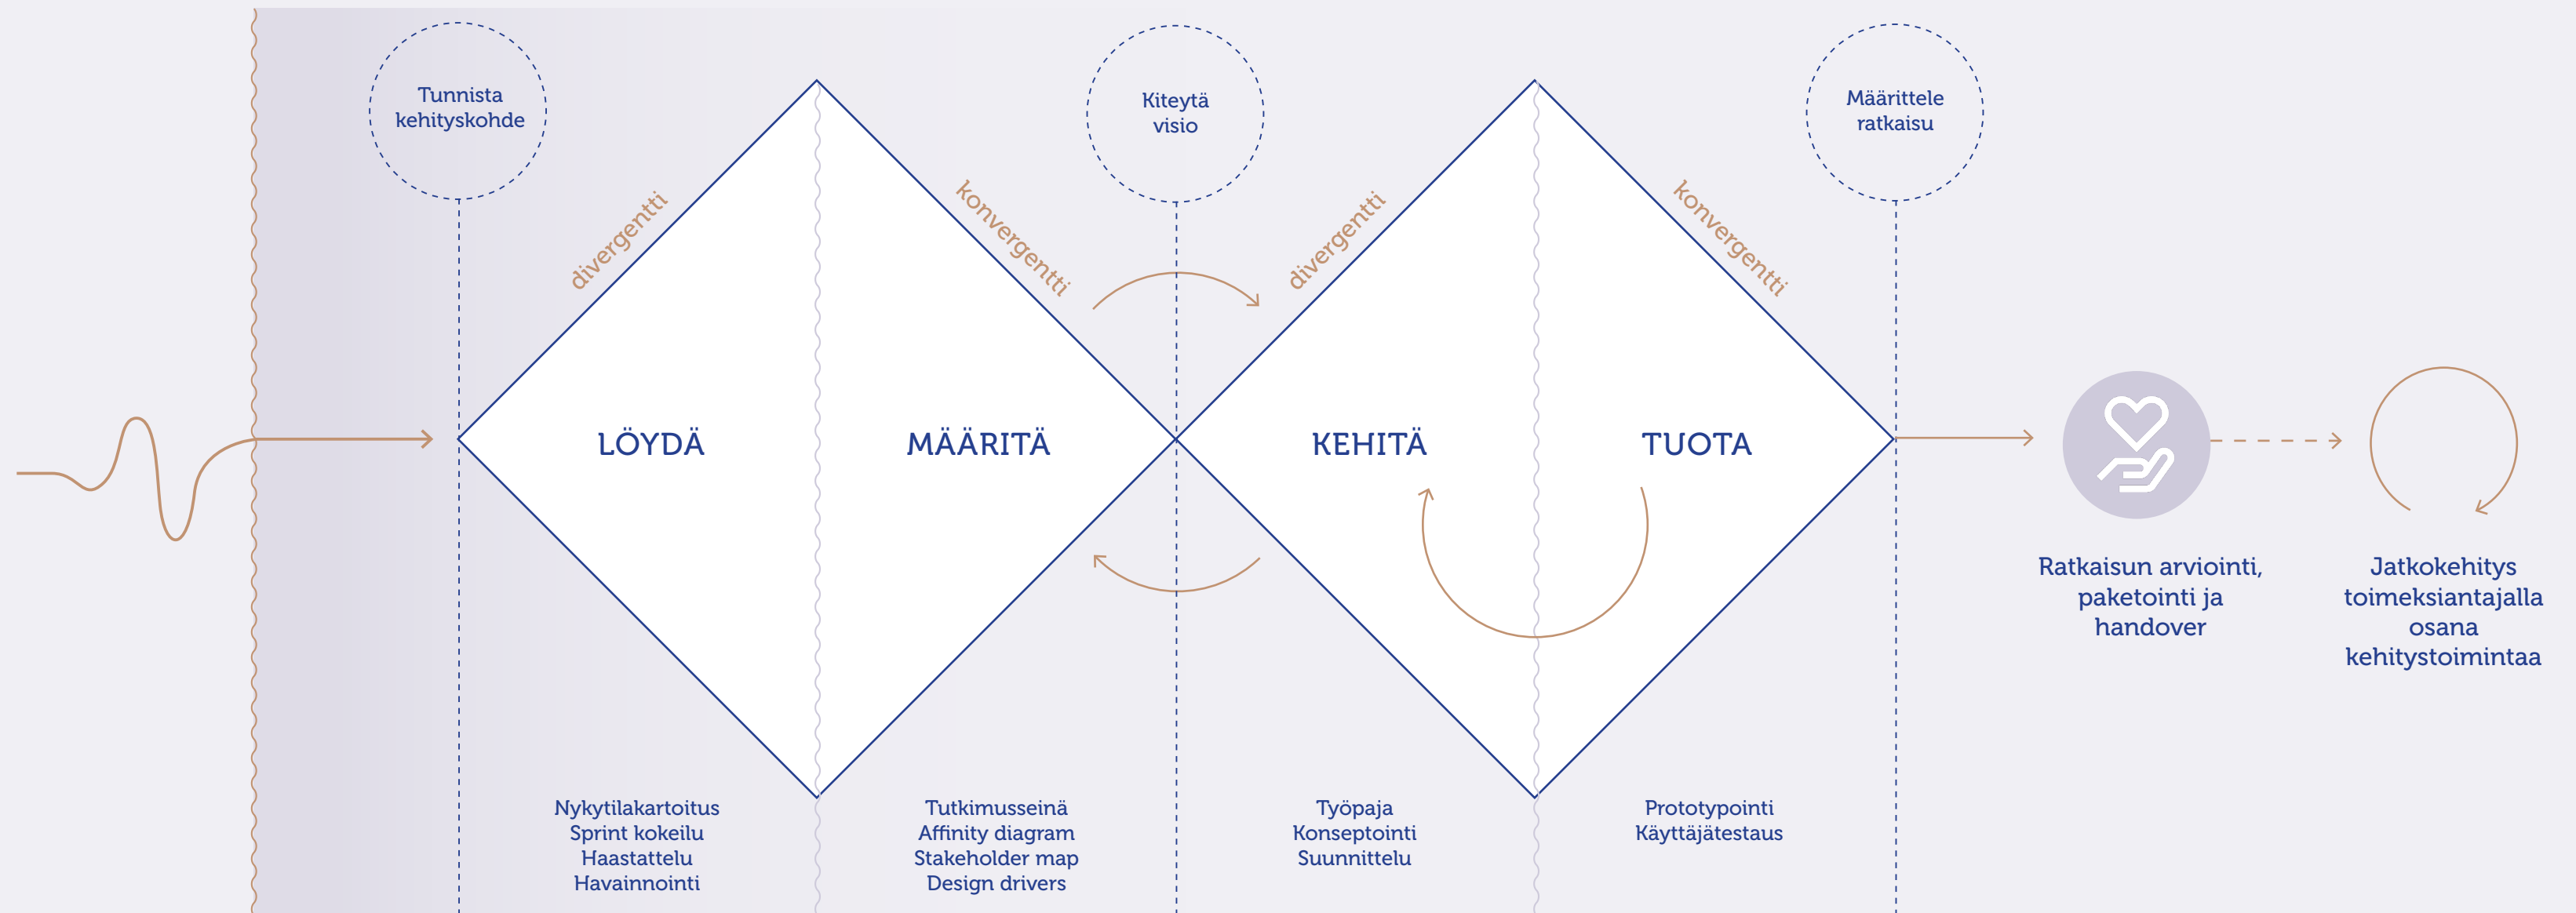 Tunnista
kehityskohde
Kiteytä
visio
Määrittele
ratkaisu
divergentti
konvergentti
divergentti
konvergentti
LÖYDÄ
MÄÄRITÄ
KEHITÄ
TUOTA
Ratkaisun arviointi,
paketointi ja
handover
Jatkokehitys
toimeksiantajalla
osana
kehitystoimintaa
Nykytilakartoitus
Sprint kokeilu
Haastattelu
Havainnointi
Tutkimusseinä
Affinity diagram
Stakeholder map
Design drivers
Työpaja
Konseptointi
Suunnittelu
Prototypointi
Käyttäjätestaus